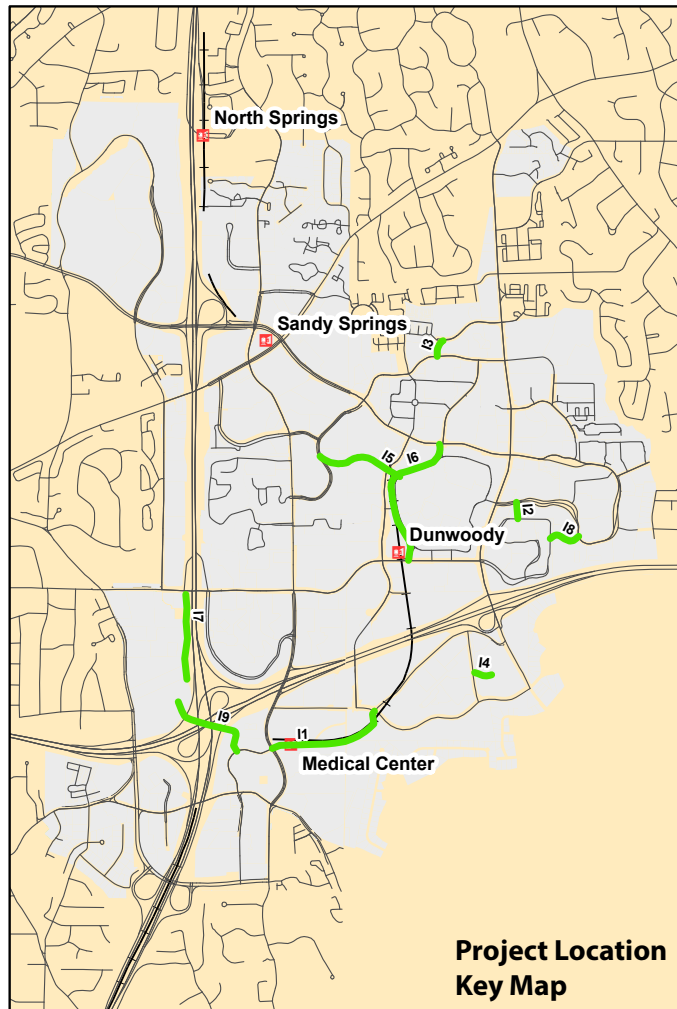 North Springs
Sandy Springs
I3
I5
I6
I2
Dunwoody
I8
I7
I4
I9
I1
Medical Center
Project Location
Key Map